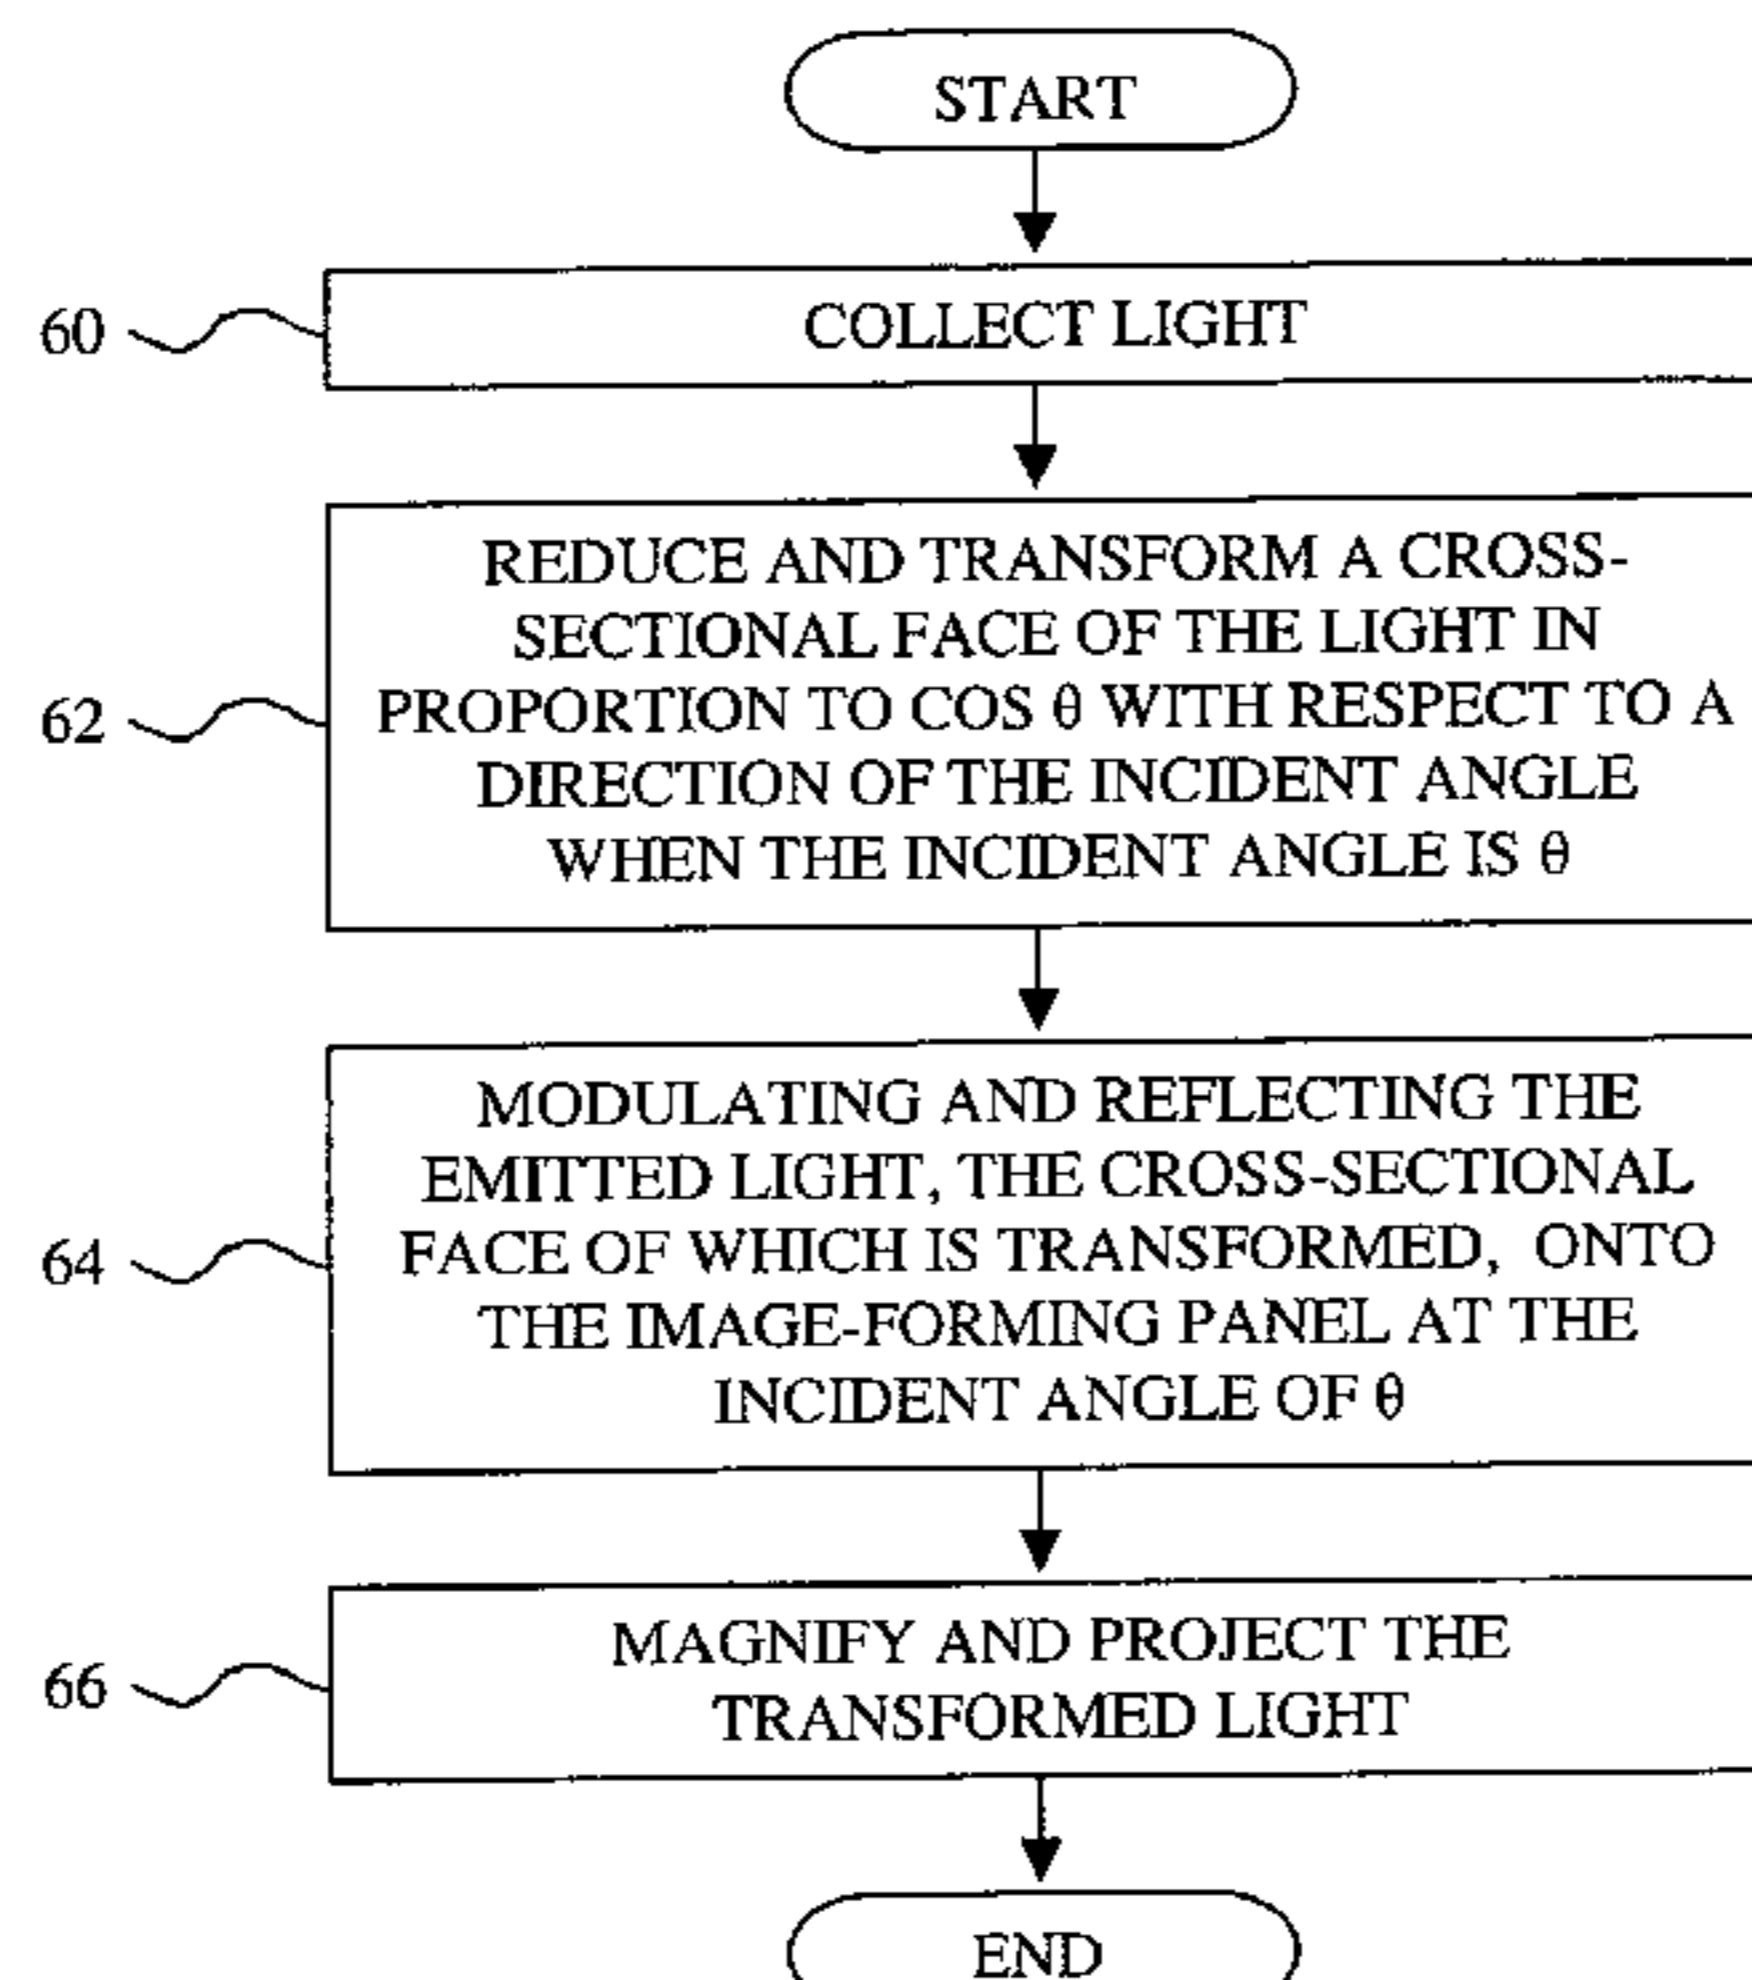 START
60
COLLECT LIGHT
62
REDUCE AND TRANSFORM A CROSS-
SECTIONAL FACE OF THE LIGHT IN
PROPORTION TO COS θ WITH RESPECT TO A
DIRECTION OF THE INCIDENT ANGLE
WHEN THE INCIDENT ANGLE IS θ
64
MODULATING AND REFLECTING THE
EMITTED LIGHT, THE CROSS-SECTIONAL
FACE OF WHICH IS TRANSFORMED, ONTO
THE IMAGE-FORMING PANEL AT THE
INCIDENT ANGLE OF θ
66
MAGNIFY AND PROJECT THE
TRANSFORMED LIGHT
END